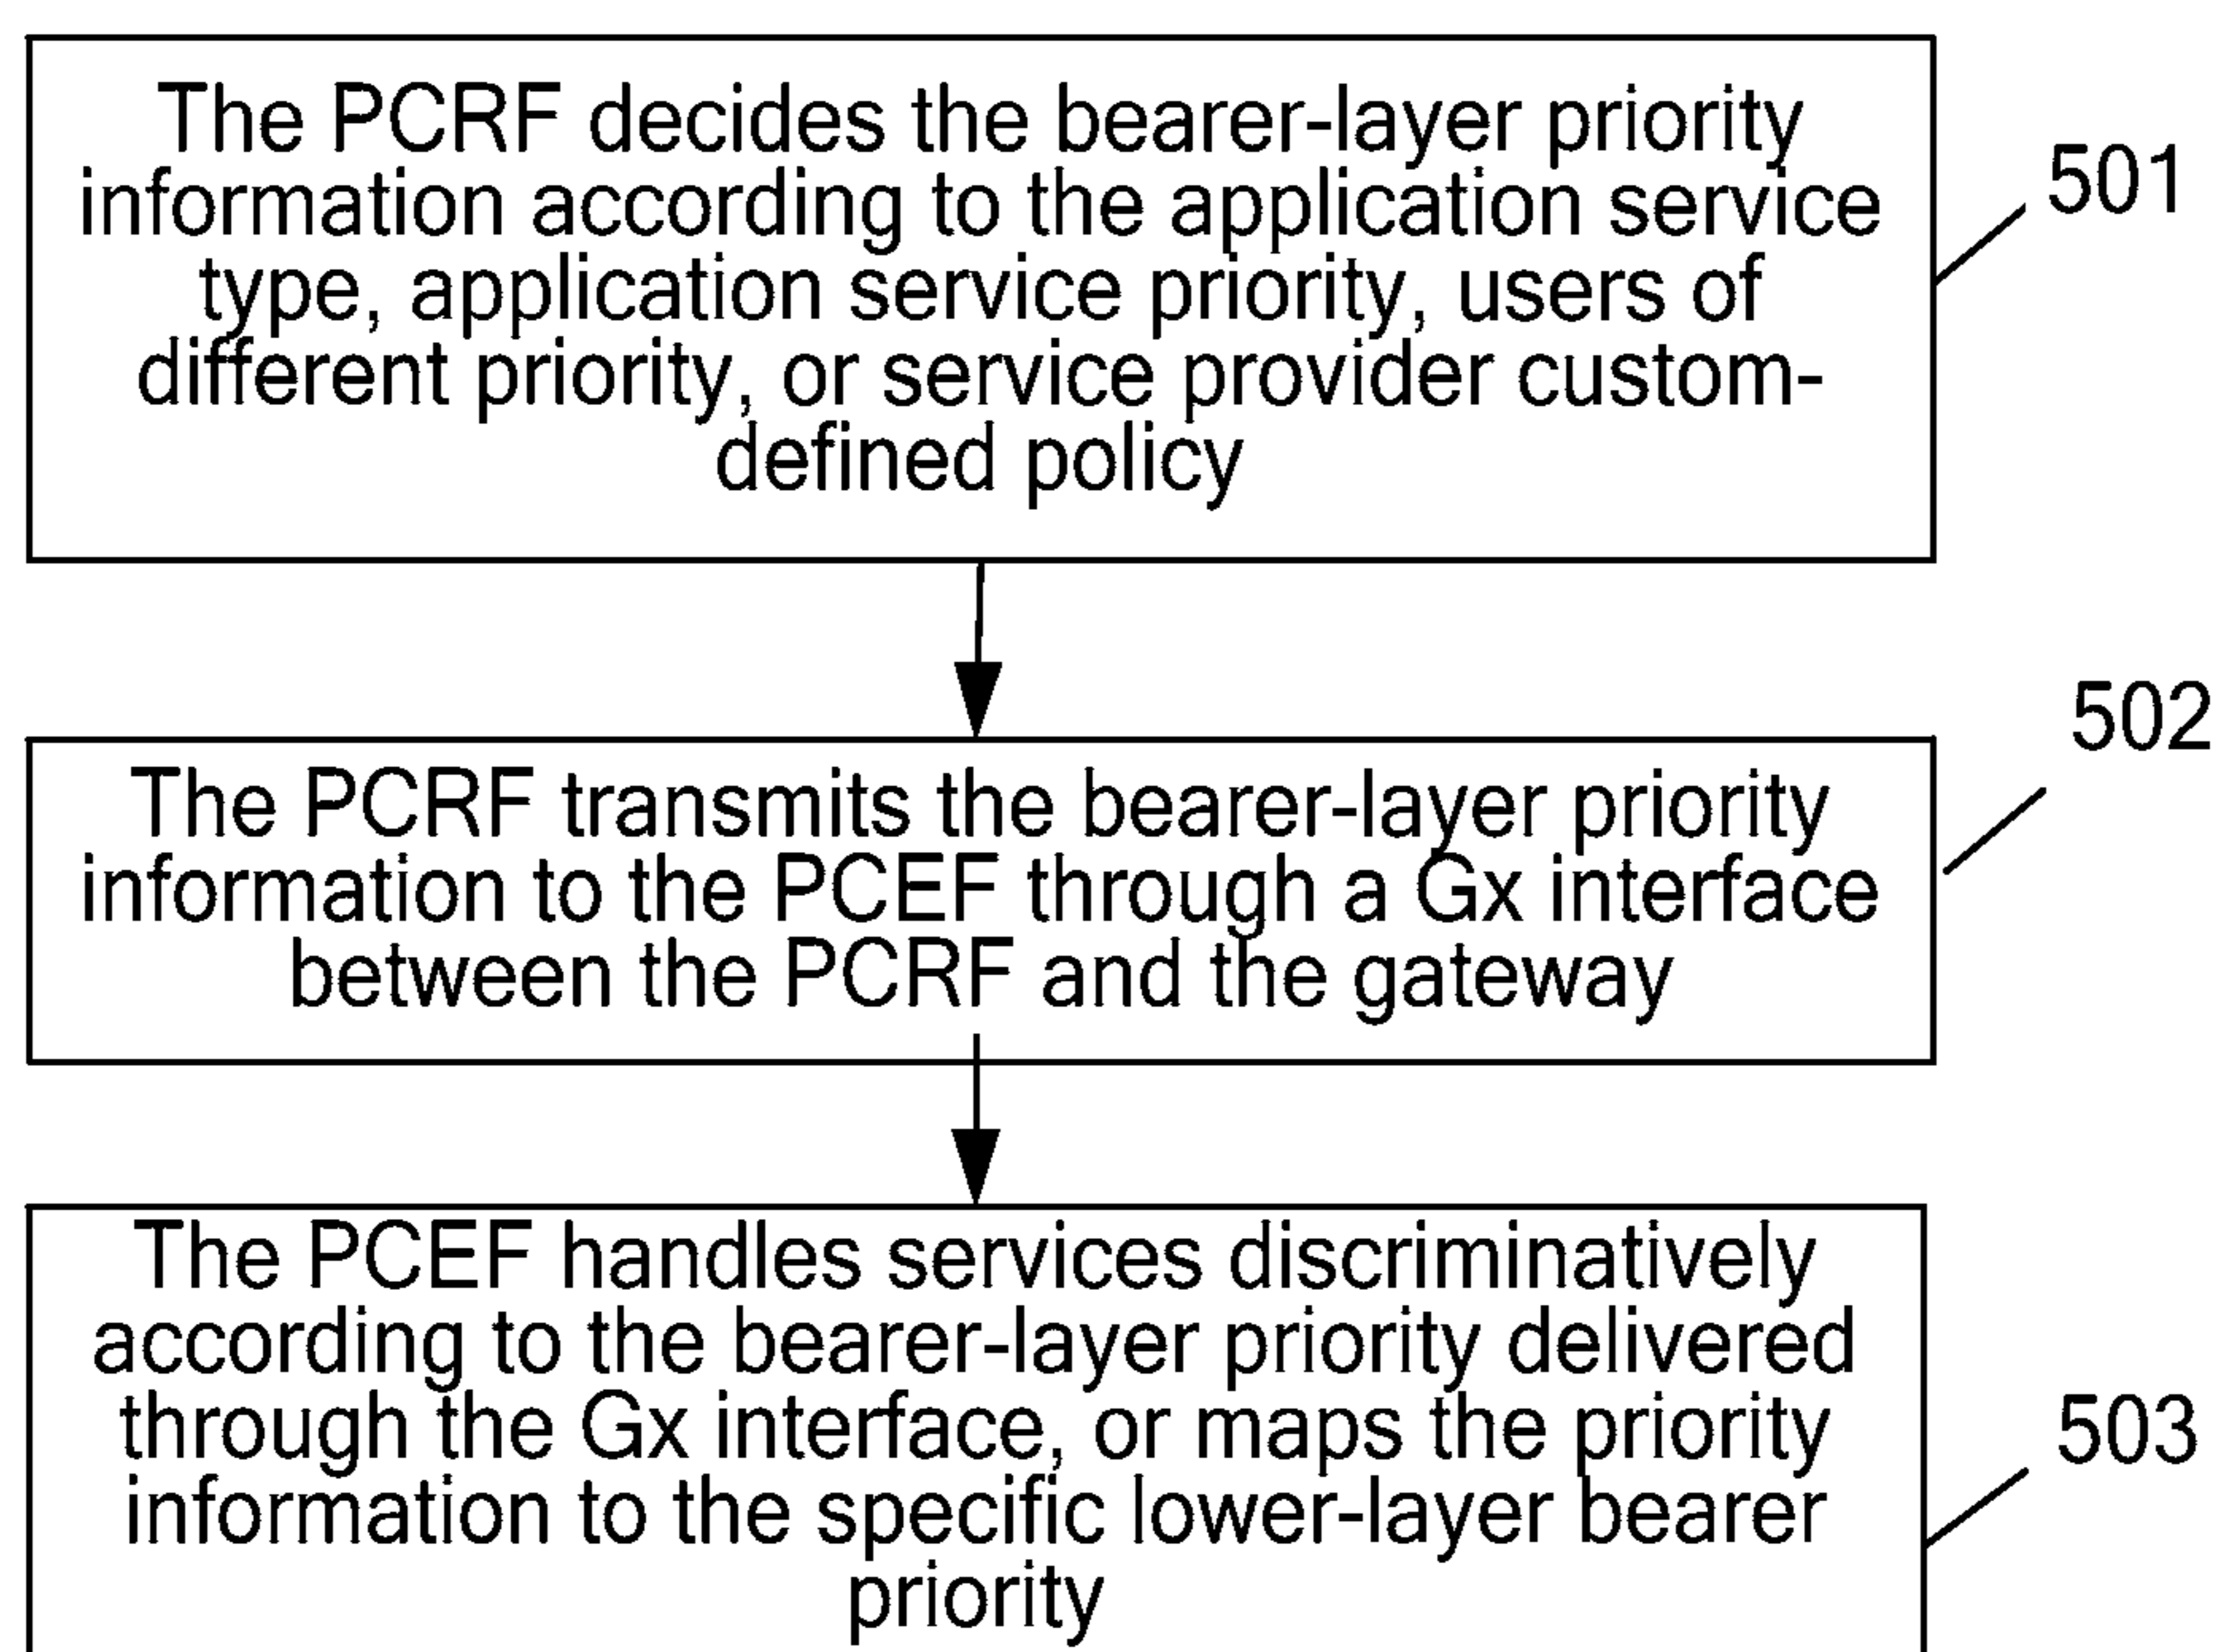 The PCRF decides the bearer-layer priority
information according to the application service
type, application service priority, users of
different priority, or service provider custom-
defined policy
501
The PCRF transmits the bearer-layer priority
information to the PCEF through a Gx interface
between the PCRF and the gateway
502
The PCEF handles services discriminatively
according to the bearer-layer priority delivered
through the Gx interface, or maps the priority
information to the specific lower-layer bearer
priority
503